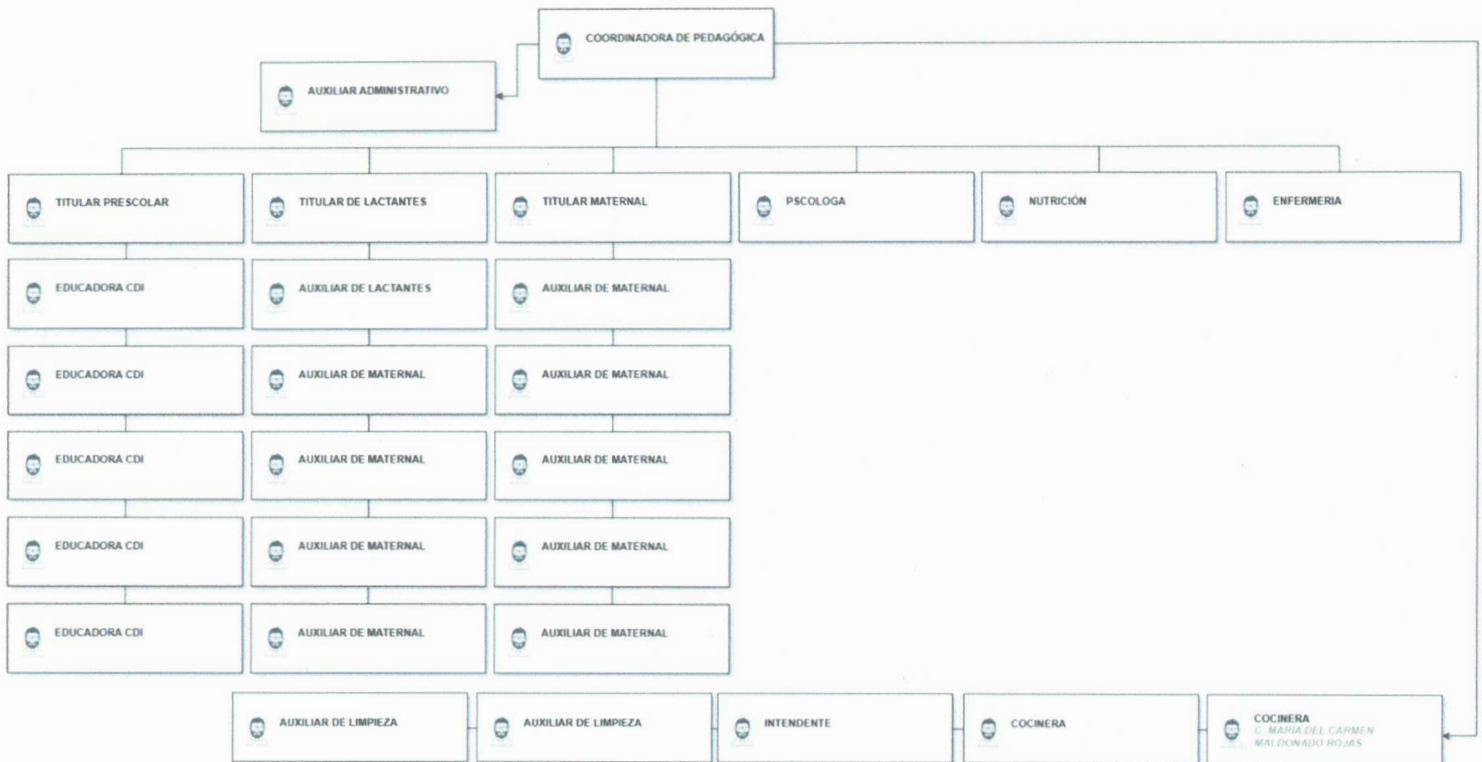 COORDINADORA DE PEDAGÓGICA
AUXILIAR ADMINISTRATIVO
TITULAR PRESCOLAR
TITULAR DE LACTANTES
TITULAR MATERNAL
PSCOLOGA
NUTRICIÓN
ENFERMERIA
EDUCADORA CDI
AUXILIAR DE LACTANTES
AUXILIAR DE MATERNAL
EDUCADORA CDI
AUXILIAR DE MATERNAL
AUXILIAR DE MATERNAL
EDUCADORA CDI
AUXILIAR DE MATERNAL
AUXILIAR DE MATERNAL
EDUCADORA CDI
AUXILIAR DE MATERNAL
AUXILIAR DE MATERNAL
EDUCADORA CDI
AUXILIAR DE MATERNAL
AUXILIAR DE MATERNAL
AUXILIAR DE LIMPIEZA
AUXILIAR DE LIMPIEZA
INTENDENTE
COCINERA
COCINERA
C. MARIA DEL CARMEN
MALDONADO ROJAS